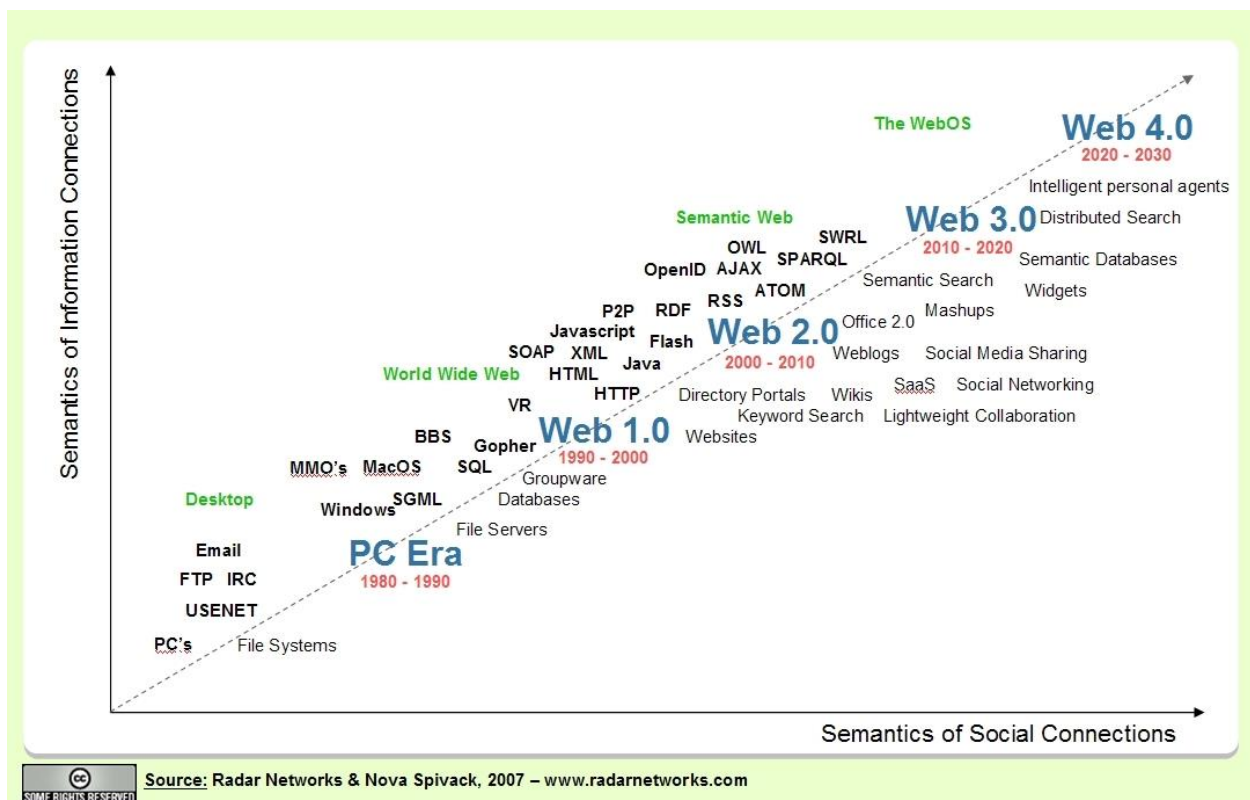 Semantics of Information Connections
The WebOS
Web 4.0
2020 - 2030
Intelligent personal agents
Semantic Web
Web 3.0
Distributed Search
2010 - 2020
SWRL
OWL
SPARQL
Semantic Databases
OpenID
AJAX
Semantic Search
ATOM
Widgets
RSS
P2P
RDF
Mashups
Javascript
Web 2.0
Office 2.0
Flash
SOAP
XML
2000 - 2010
Weblogs
Social Media Sharing
Java
World Wide Web
HTML
SaaS
Social Networking
HTTP
Directory Portals
Wikis
VR
Keyword Search
Lightweight Collaboration
BBS
Web 1.0
Websites
Gopher
1990 - 2000
MMO's
MacOS
SQL
Groupware
Desktop
SGML
Databases
Windows
File Servers
Email
PC Era
FTP
IRC
1980 - 1990
USENET
PC's
File Systems
Semantics of Social Connections
cc
SOME RIGHTS RESERVED
Source: Radar Networks & Nova Spivack, 2007 – www.radarnetworks.com